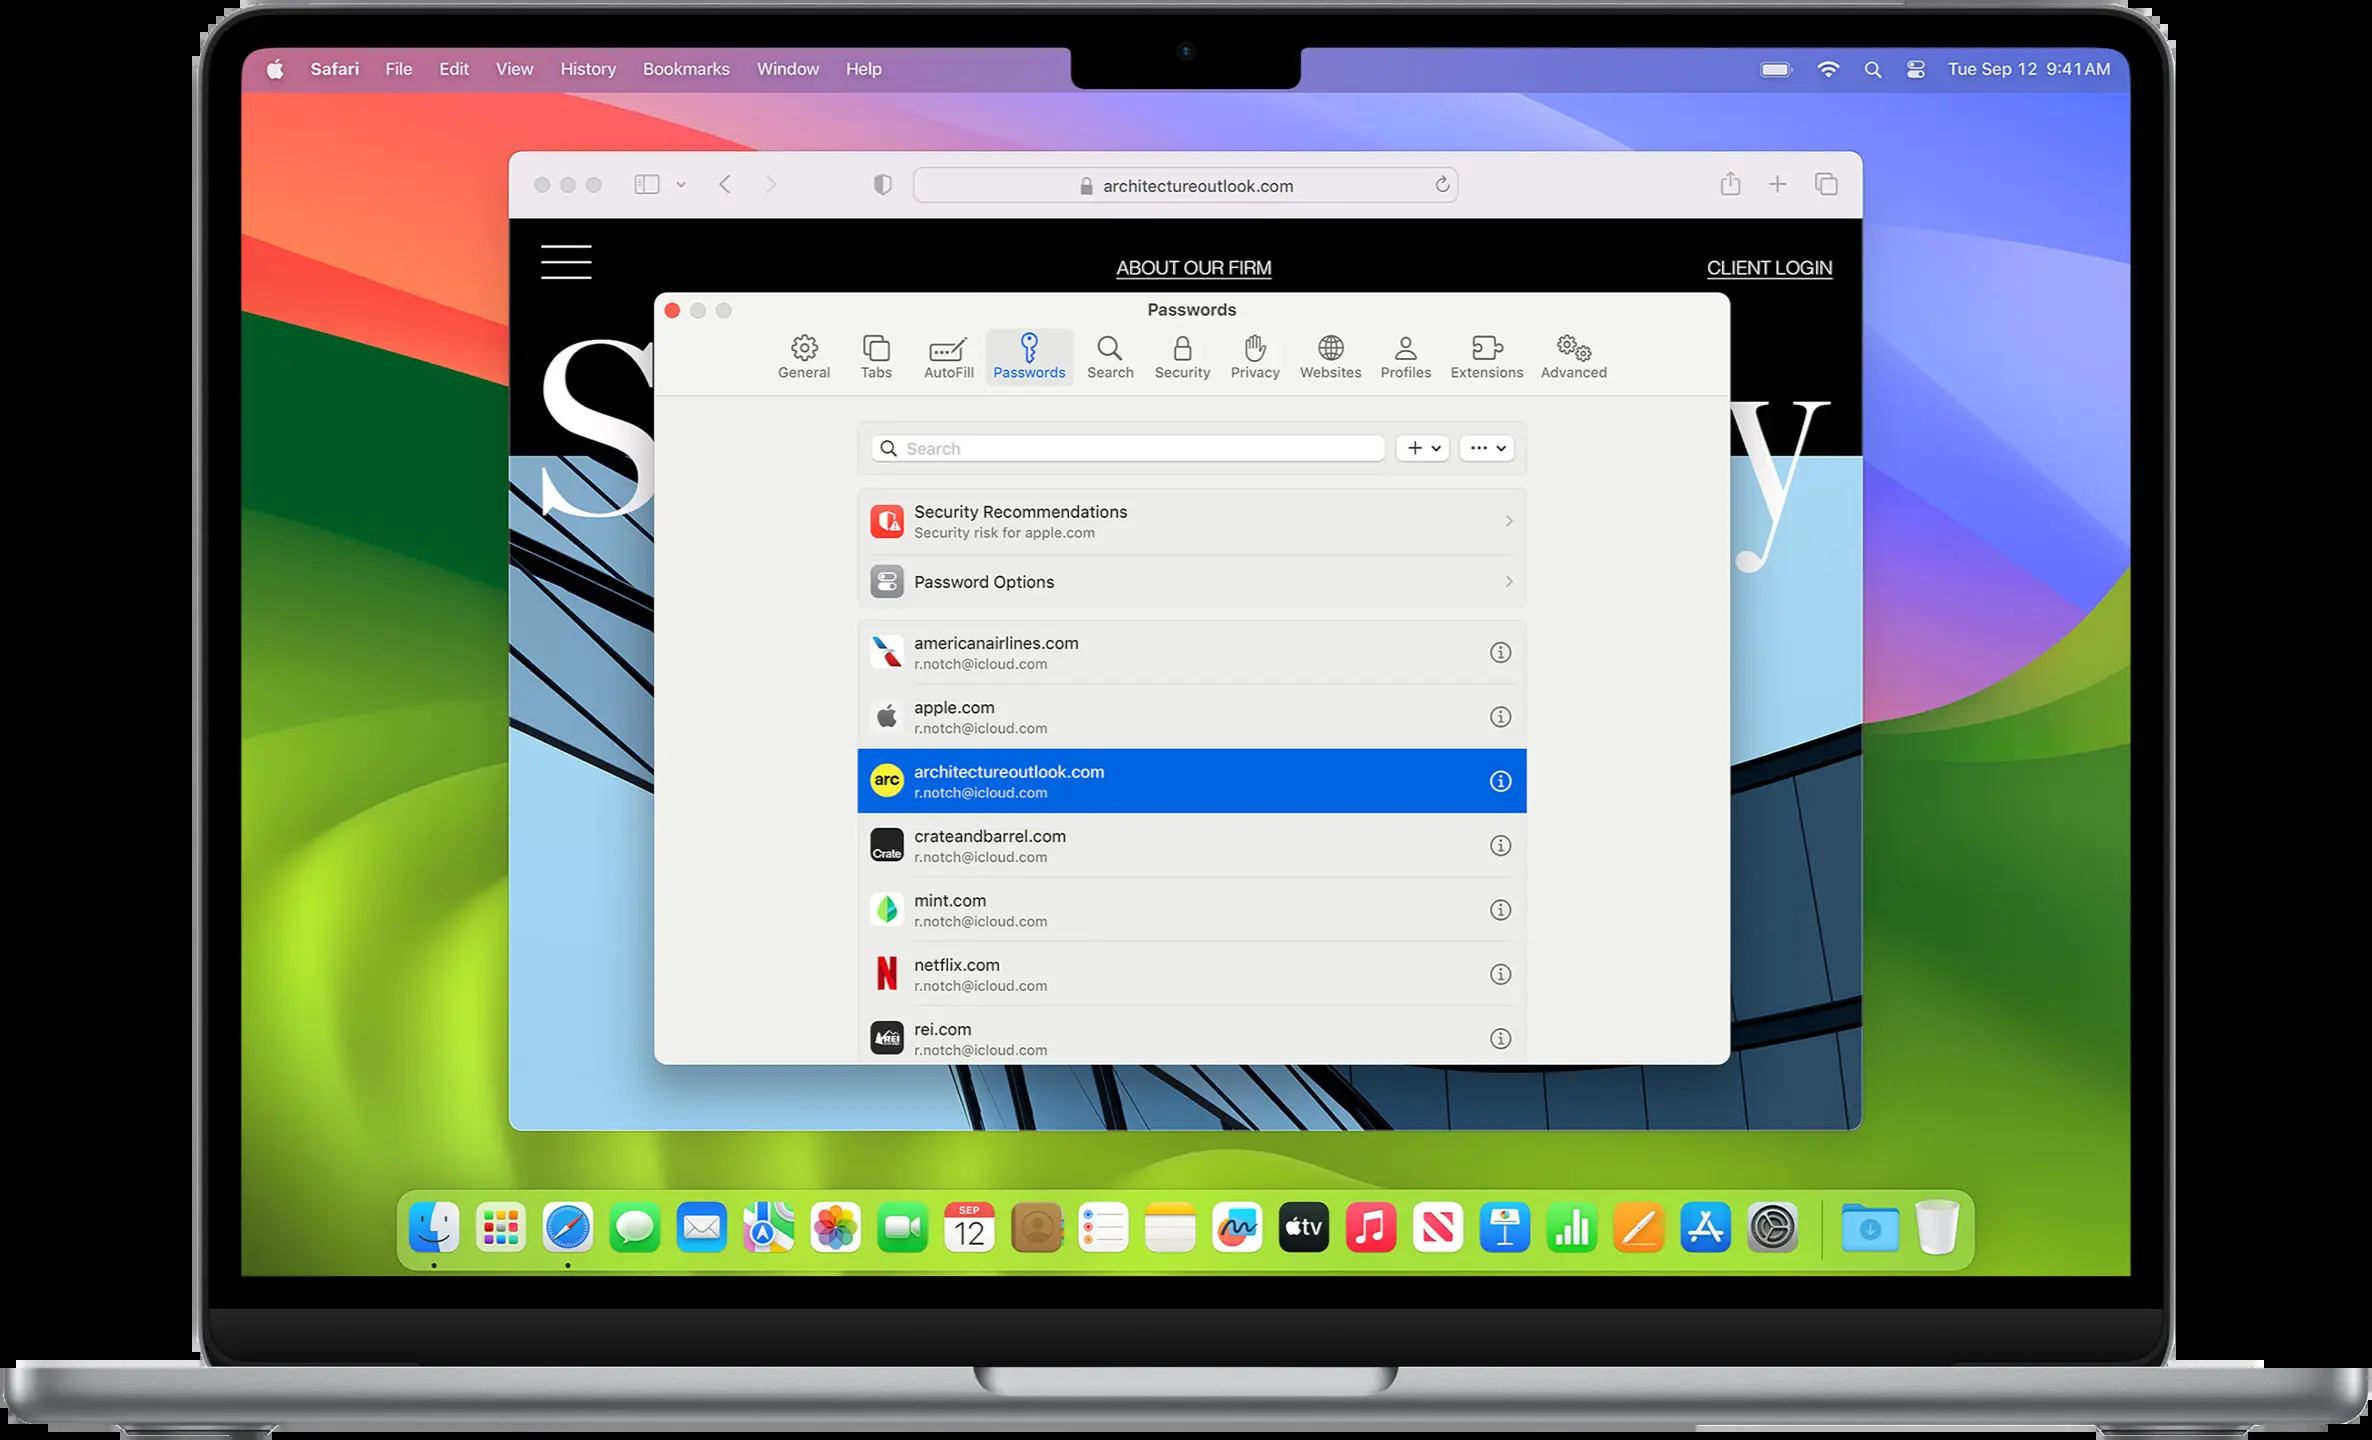 Safari File Edit View History Bookmarks Window Help
Tue Sep 12 9:41 AM
architectureoutlook.com
ABOUT OUR FIRM
CLIENT LOGIN
S
y
Passwords
General Tabs AutoFill Passwords Search Security Privacy Websites Profiles Extensions Advanced
Search
Security Recommendations
Security risk for apple.com
Password Options
americanairlines.com
r.notch@icloud.com
apple.com
r.notch@icloud.com
arc
architectureoutlook.com
r.notch@icloud.com
Crate
crateandbarrel.com
r.notch@icloud.com
mint.com
r.notch@icloud.com
N
netflix.com
r.notch@icloud.com
REI
rei.com
r.notch@icloud.com
SEP
12
tv